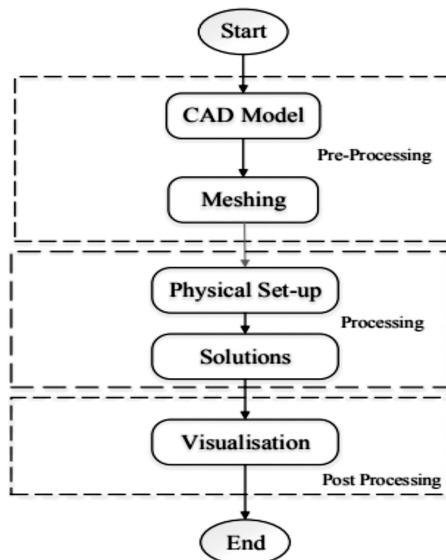 Start
CAD Model
Pre-Processing
Meshing
Physical Set-up
Processing
Solutions
Visualisation
Post Processing
End